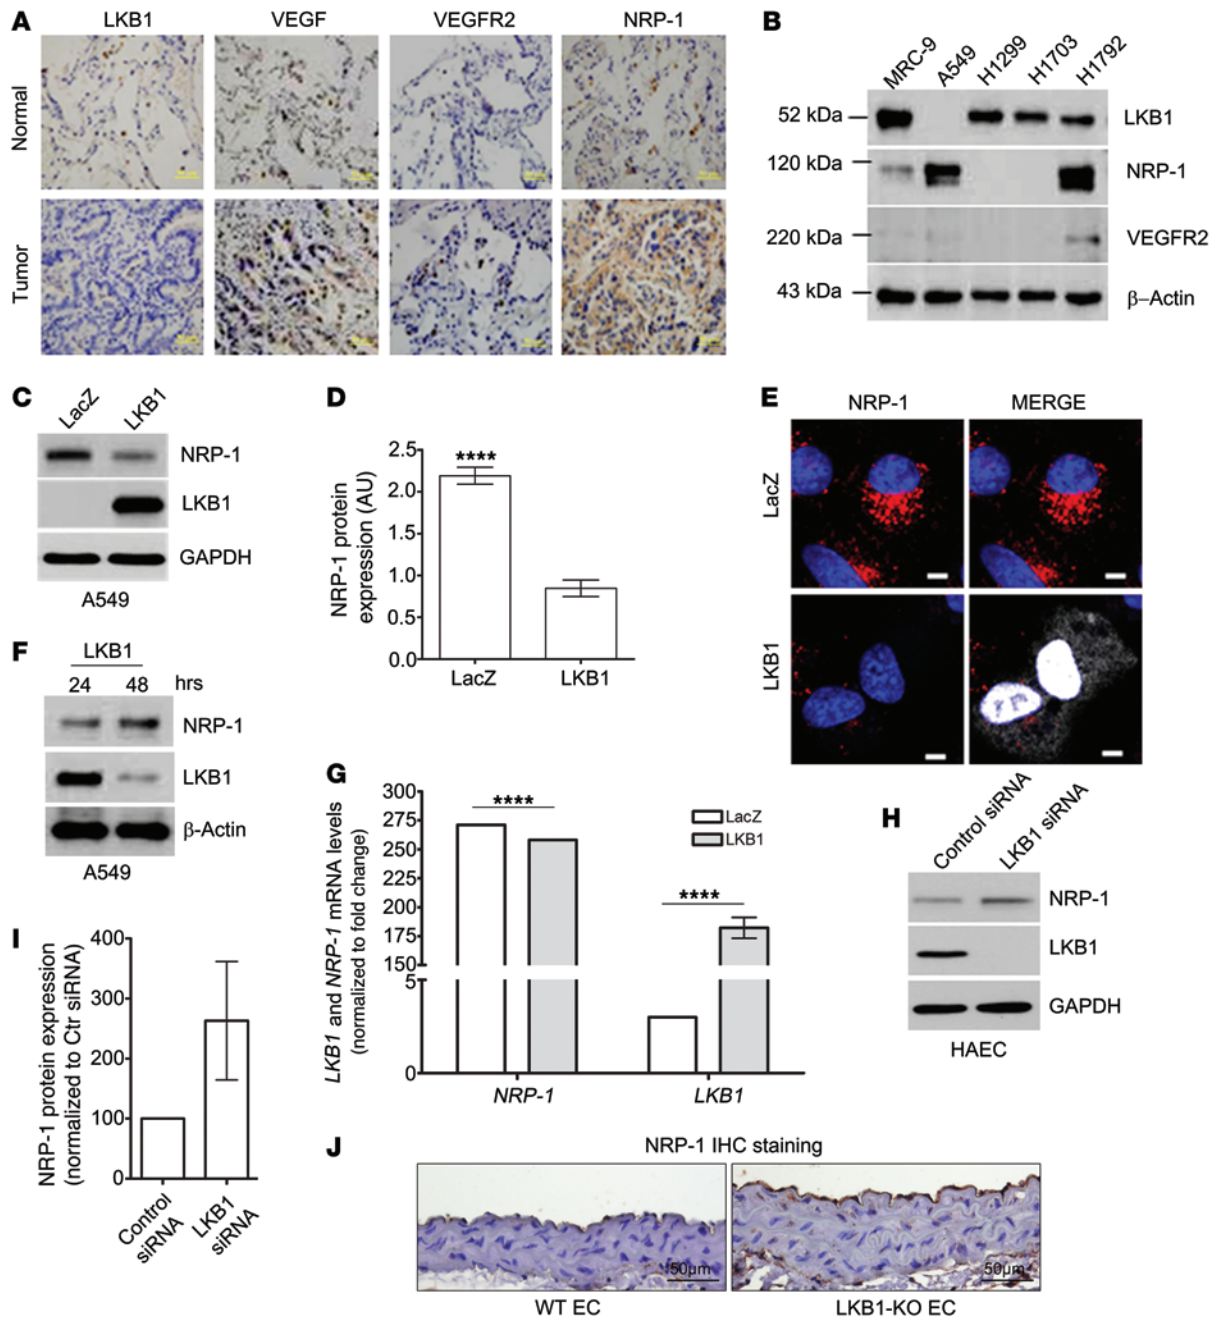 A
LKB1 VEGF VEGFR2 NRP-1
Normal
Tumor
B
MRC-9 A549 H1299 H1703 H1792
52 kDa LKB1
120 kDa NRP-1
220 kDa VEGFR2
43 kDa β–Actin
C
LacZ LKB1
NRP-1
LKB1
GAPDH
A549
D
NRP-1 protein
expression (AU)
2.5
2.0
1.5
1.0
0.5
0.0
****
LacZ LKB1
E
NRP-1 MERGE
LacZ
LKB1
F
LKB1
24 48 hrs
NRP-1
LKB1
β-Actin
A549
G
LKB1 and NRP-1 mRNA levels
(normalized to fold change)
300
275
250
225
200
175
150
5
0
****
****
LacZ
LKB1
NRP-1 LKB1
H
Control siRNA LKB1 siRNA
NRP-1
LKB1
GAPDH
HAEC
I
NRP-1 protein expression
(normalized to Ctr siRNA)
400
300
200
100
0
Control
siRNA
LKB1
siRNA
J
NRP-1 IHC staining
50µm 50µm
WT EC LKB1-KO EC